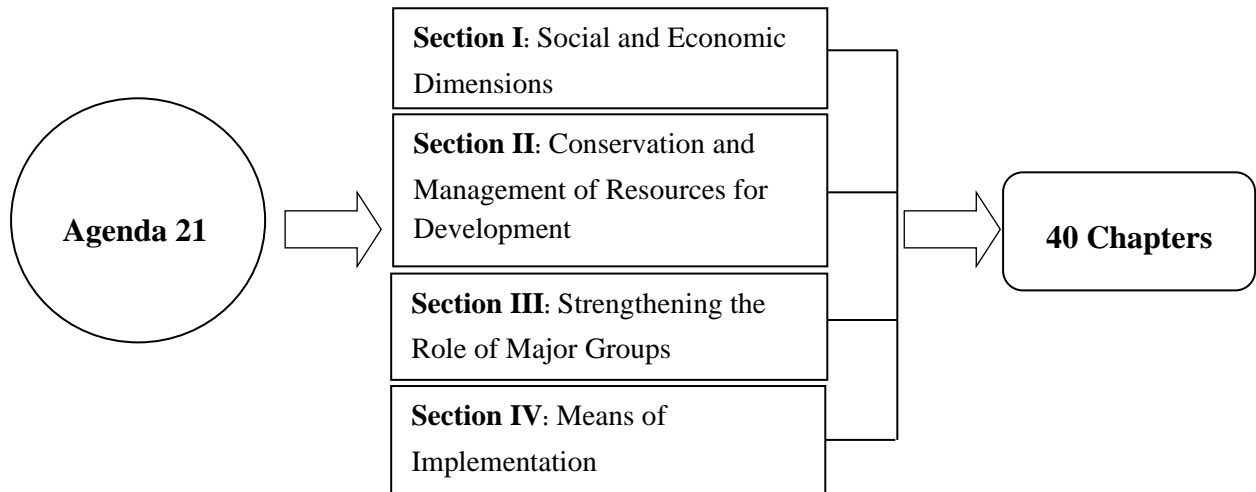 Agenda 21
Section I: Social and Economic
Dimensions
Section II: Conservation and
Management of Resources for
Development
Section III: Strengthening the
Role of Major Groups
Section IV: Means of
Implementation
40 Chapters